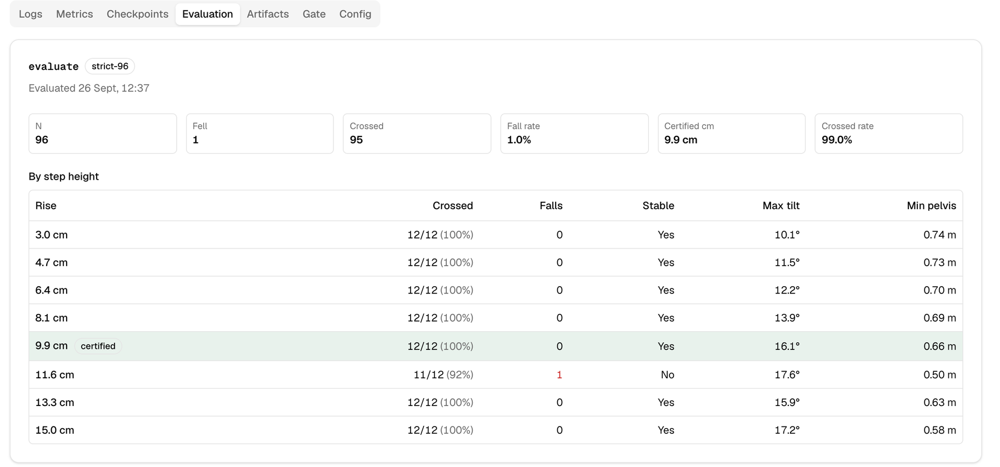 Logs Metrics Checkpoints Evaluation Artifacts Gate Config
evaluate strict-96
Evaluated 26 Sept, 12:37
N Fell Crossed Fall rate Certified cm Crossed rate
96 1 95 1.0% 9.9 cm 99.0%
By step height
Rise Crossed Falls Stable Max tilt Min pelvis
3.0 cm 12/12 (100%) 0 Yes 10.1° 0.74 m
4.7 cm 12/12 (100%) 0 Yes 11.5° 0.73 m
6.4 cm 12/12 (100%) 0 Yes 12.2° 0.70 m
8.1 cm 12/12 (100%) 0 Yes 13.9° 0.69 m
9.9 cm certified 12/12 (100%) 0 Yes 16.1° 0.66 m
11.6 cm 11/12 (92%) 1 No 17.6° 0.50 m
13.3 cm 12/12 (100%) 0 Yes 15.9° 0.63 m
15.0 cm 12/12 (100%) 0 Yes 17.2° 0.58 m